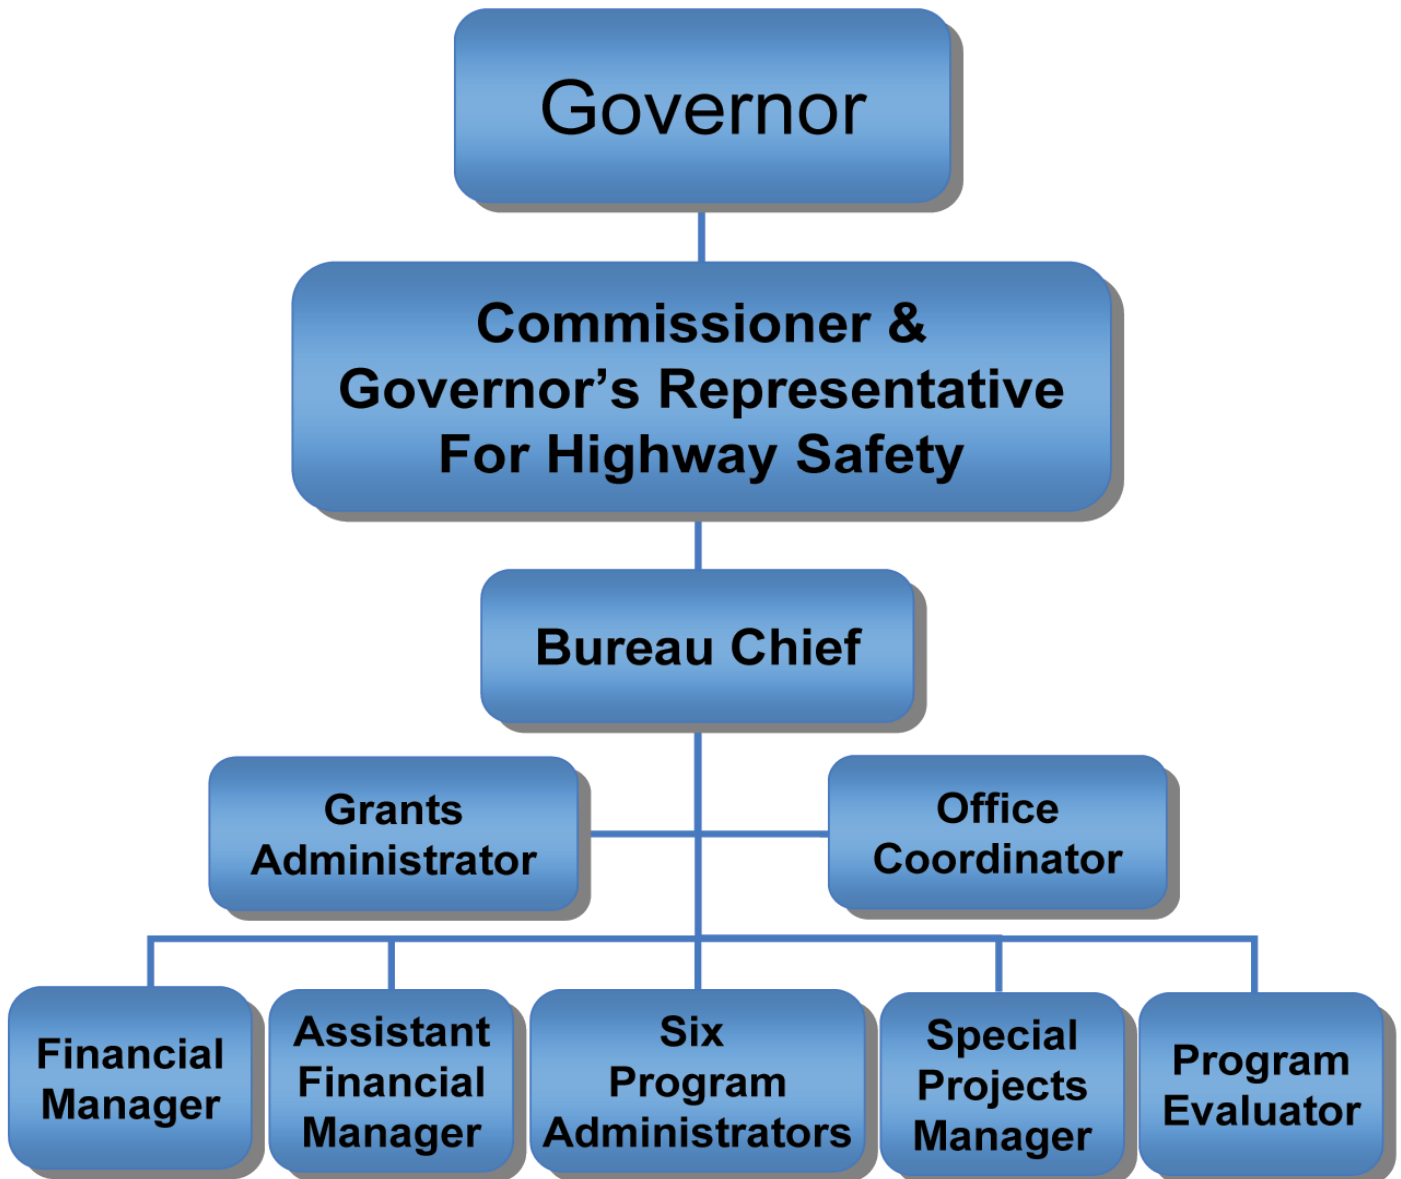 Governor
Commissioner &
Governor’s Representative
For Highway Safety
Bureau Chief
Grants
Administrator
Office
Coordinator
Financial
Manager
Assistant
Financial
Manager
Six
Program
Administrators
Special
Projects
Manager
Program
Evaluator